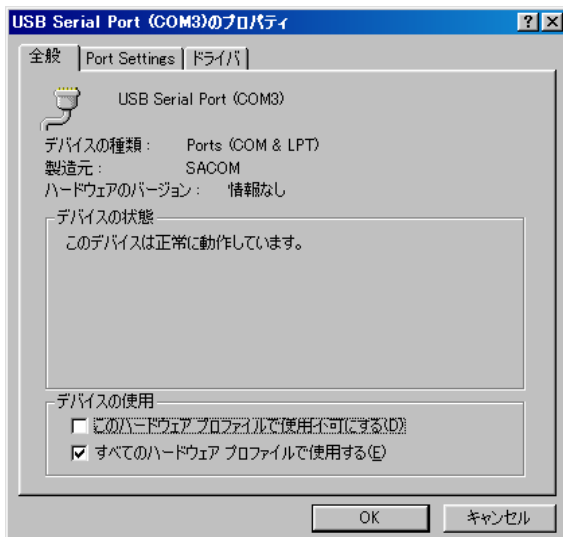 USB Serial Port (COM3)のプロパティ
全般 Port Settings ドライバ
USB Serial Port (COM3)
デバイスの種類： Ports (COM & LPT)
製造元： SACOM
ハードウェアのバージョン： 情報なし
デバイスの状態
このデバイスは正常に動作しています。
デバイスの使用
このハードウェア プロファイルで使用不可にする(D)
すべてのハードウェア プロファイルで使用する(E)
OK キャンセル